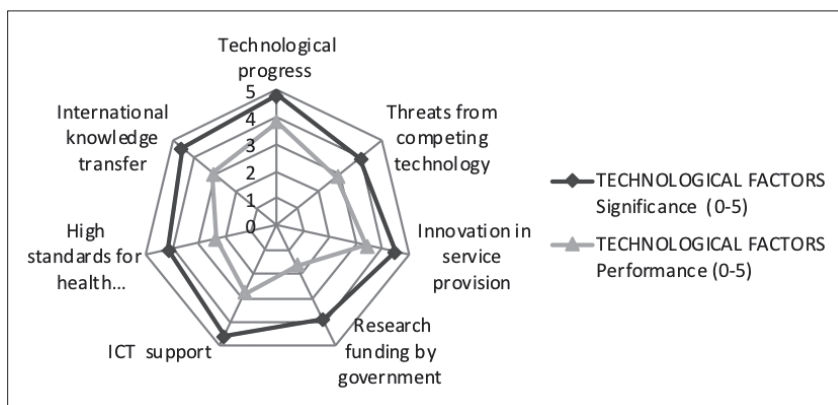 Technological
progress
Threats from
competing
technology
Innovation in
service
provision
Research
funding by
government
ICT support
High
standards for
health...
International
knowledge
transfer
5
4
3
2
1
0
TECHNOLOGICAL FACTORS
Significance (0-5)
TECHNOLOGICAL FACTORS
Performance (0-5)